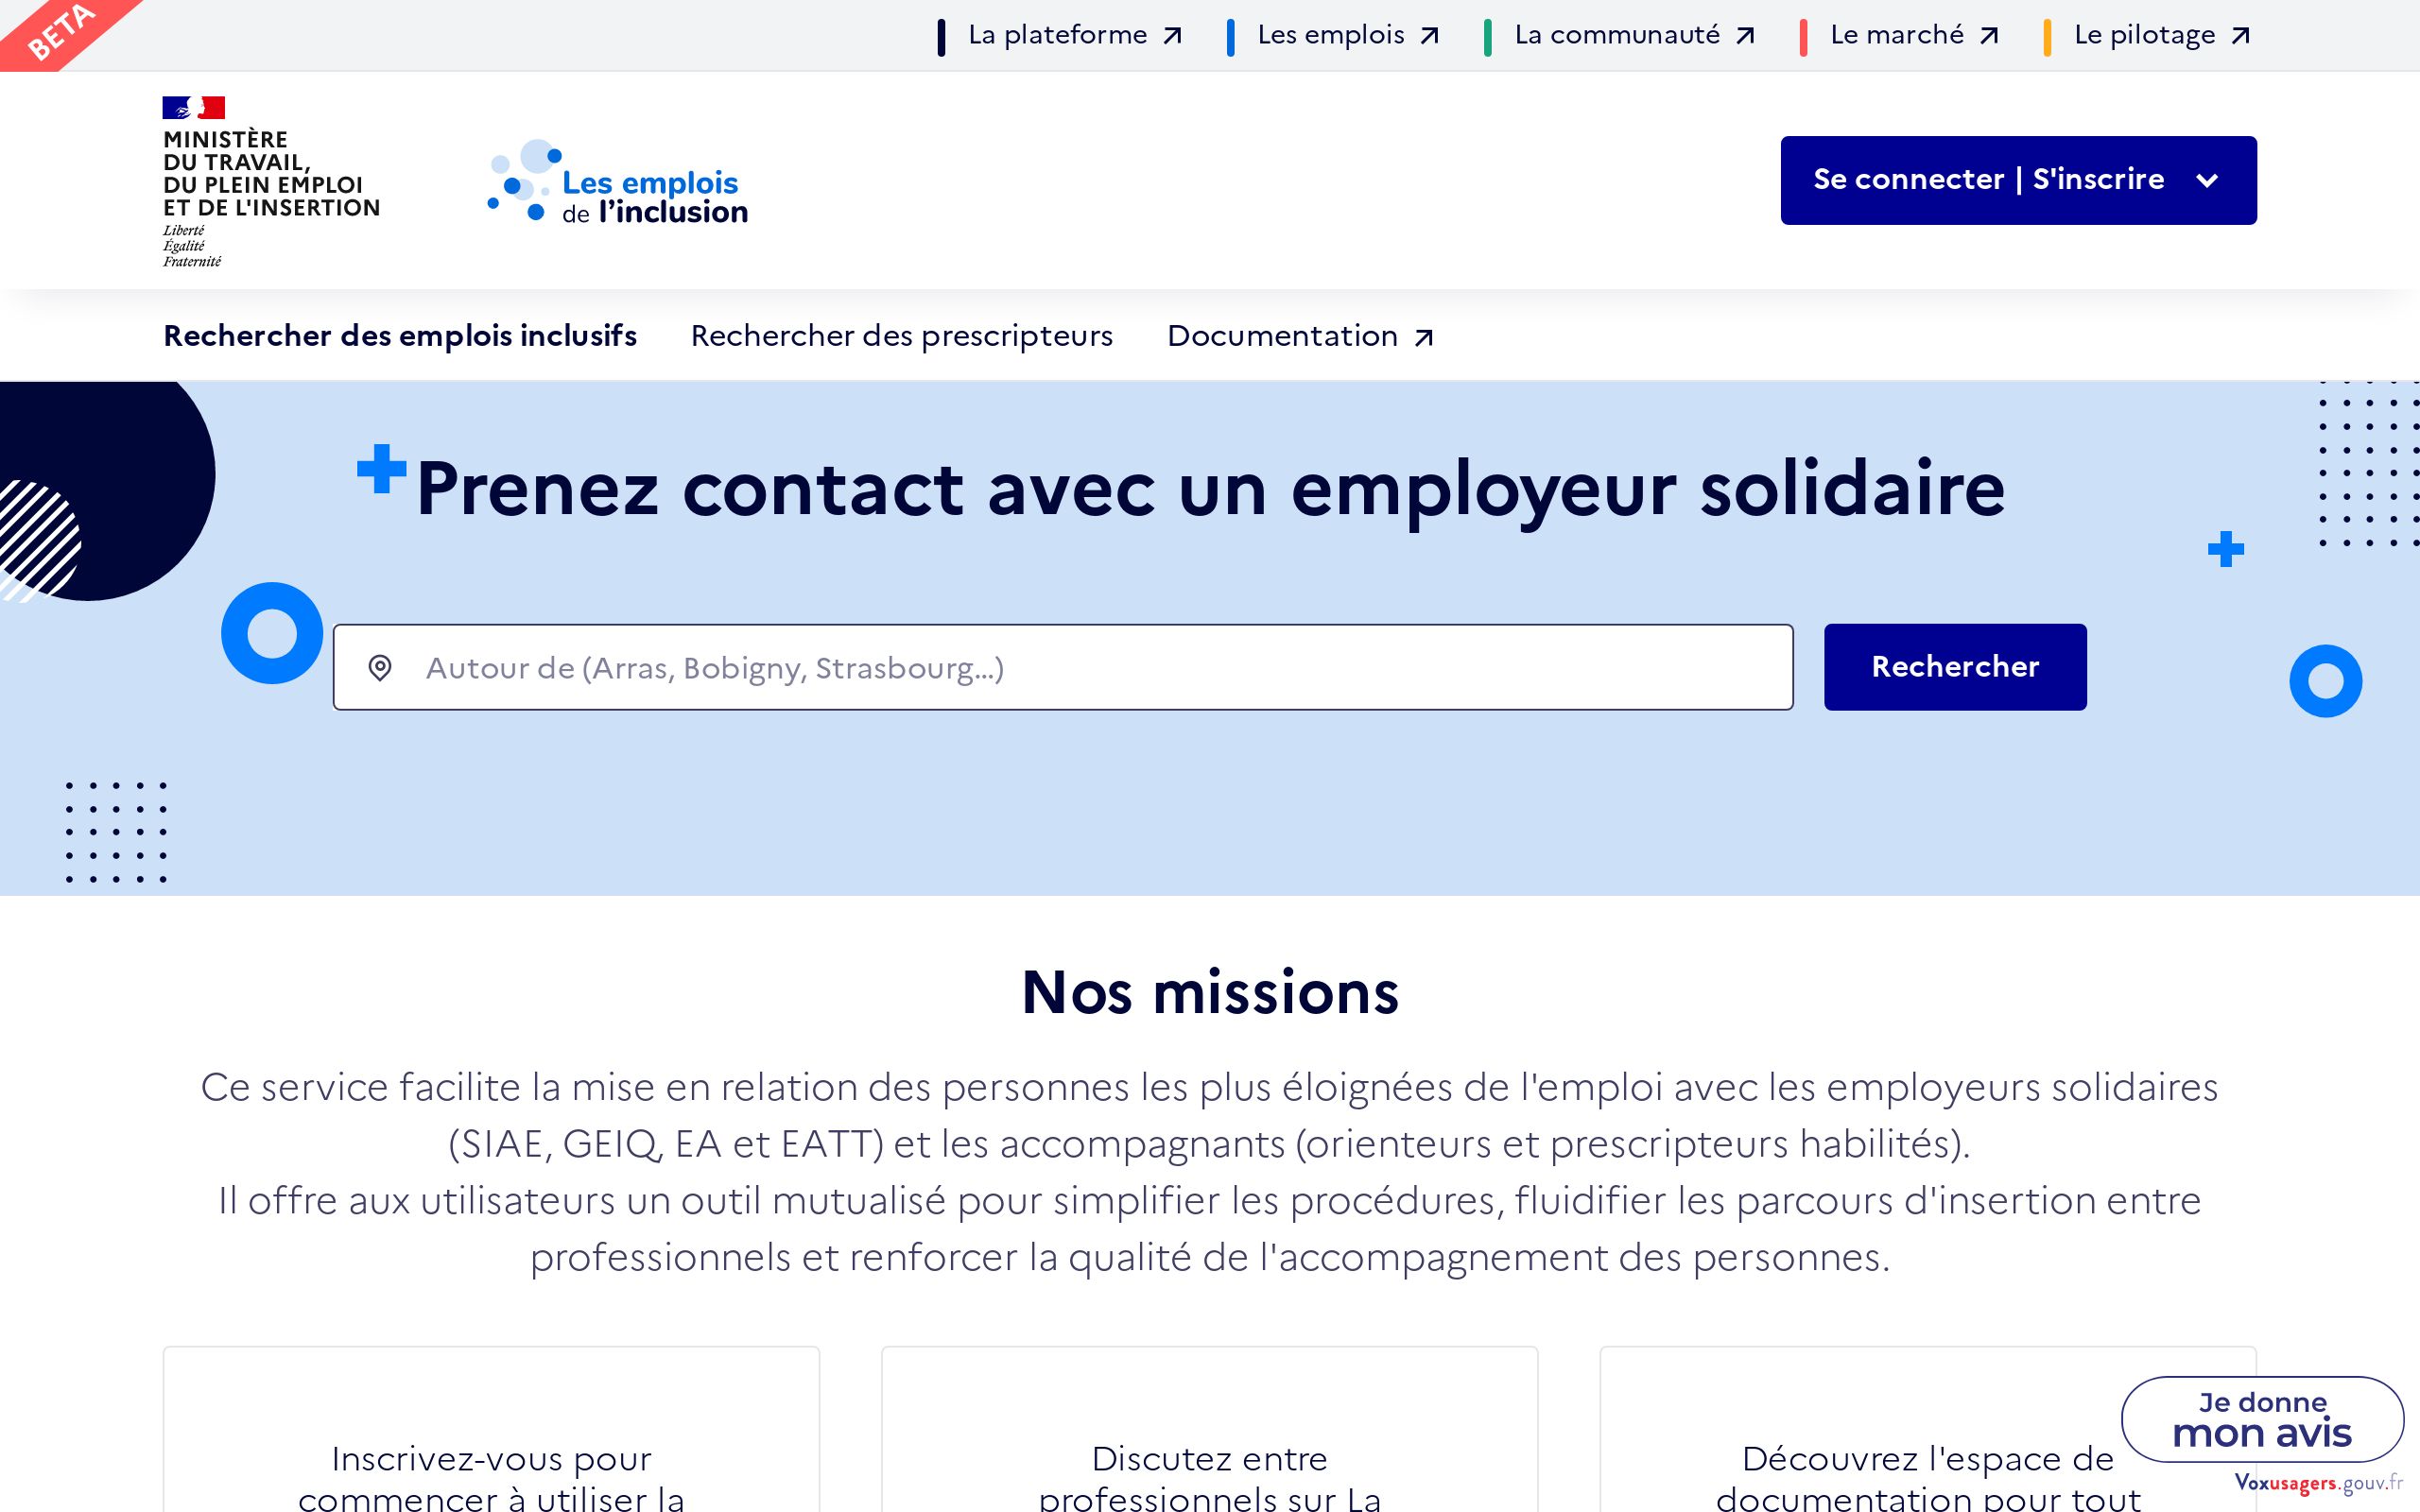 BETA
La plateforme
Les emplois
La communauté
Le marché
Le pilotage
MINISTÈRE
DU TRAVAIL,
DU PLEIN EMPLOI
ET DE L'INSERTION
Liberté
Égalité
Fraternité
Les emplois
de l'inclusion
Se connecter | S'inscrire
Rechercher des emplois inclusifs
Rechercher des prescripteurs
Documentation
Prenez contact avec un employeur solidaire
Autour de (Arras, Bobigny, Strasbourg...)
Rechercher
Nos missions
Ce service facilite la mise en relation des personnes les plus éloignées de l'emploi avec les employeurs solidaires
(SIAE, GEIQ, EA et EATT) et les accompagnants (orienteurs et prescripteurs habilités).
Il offre aux utilisateurs un outil mutualisé pour simplifier les procédures, fluidifier les parcours d'insertion entre
professionnels et renforcer la qualité de l'accompagnement des personnes.
Inscrivez-vous pour
commencer à utiliser la
Discutez entre
professionnels sur La
Découvrez l'espace de
documentation pour tout
Je donne
mon avis
Voxusagers.gouv.fr